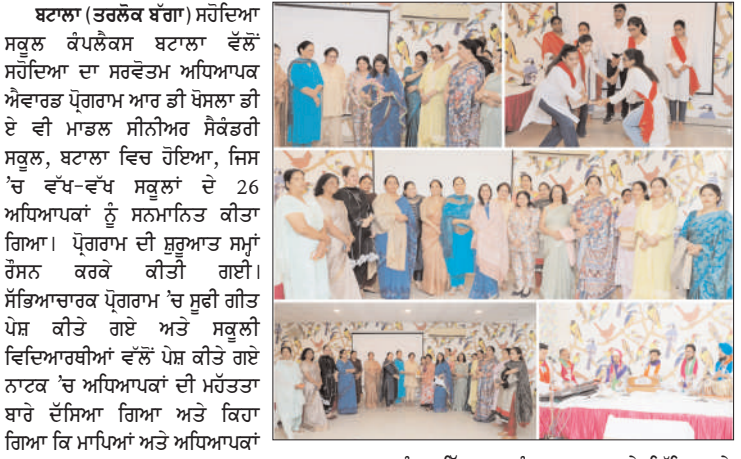 ਬਟਾਲਾ (ਤਰਲੋਕ ਬੱਗਾ) ਸਹੋਦਿਆ
ਸਕੂਲ ਕੰਪਲੈਕਸ ਬਟਾਲਾ ਵੱਲੋਂ
ਸਹੋਦਿਆ ਦਾ ਸਰਵੋਤਮ ਅਧਿਆਪਕ
ਐਵਾਰਡ ਪ੍ਰੋਗਰਾਮ ਆਰ ਡੀ ਖੋਸਲਾ ਡੀ
ਏ ਵੀ ਮਾਡਲ ਸੀਨੀਅਰ ਸੈਕੰਡਰੀ
ਸਕੂਲ, ਬਟਾਲਾ ਵਿਚ ਹੋਇਆ, ਜਿਸ
’ਚ ਵੱਖ-ਵੱਖ ਸਕੂਲਾਂ ਦੇ 26
ਅਧਿਆਪਕਾਂ ਨੂੰ ਸਨਮਾਨਿਤ ਕੀਤਾ
ਗਿਆ। ਪ੍ਰੋਗਰਾਮ ਦੀ ਸ਼ੁਰੂਆਤ ਸਮ੍ਹਾਂ
ਰੌਸਨ ਕਰਕੇ ਕੀਤੀ ਗਈ।
ਸੱਭਿਆਚਾਰਕ ਪ੍ਰੋਗਰਾਮ ’ਚ ਸੂਫੀ ਗੀਤ
ਪੇਸ਼ ਕੀਤੇ ਗਏ ਅਤੇ ਸਕੂਲੀ
ਵਿਦਿਆਰਥੀਆਂ ਵੱਲੋਂ ਪੇਸ਼ ਕੀਤੇ ਗਏ
ਨਾਟਕ ’ਚ ਅਧਿਆਪਕਾਂ ਦੀ ਮਹੱਤਤਾ
ਬਾਰੇ ਦੱਸਿਆ ਗਿਆ ਅਤੇ ਕਿਹਾ
ਗਿਆ ਕਿ ਮਾਪਿਆਂ ਅਤੇ ਅਧਿਆਪਕਾਂ